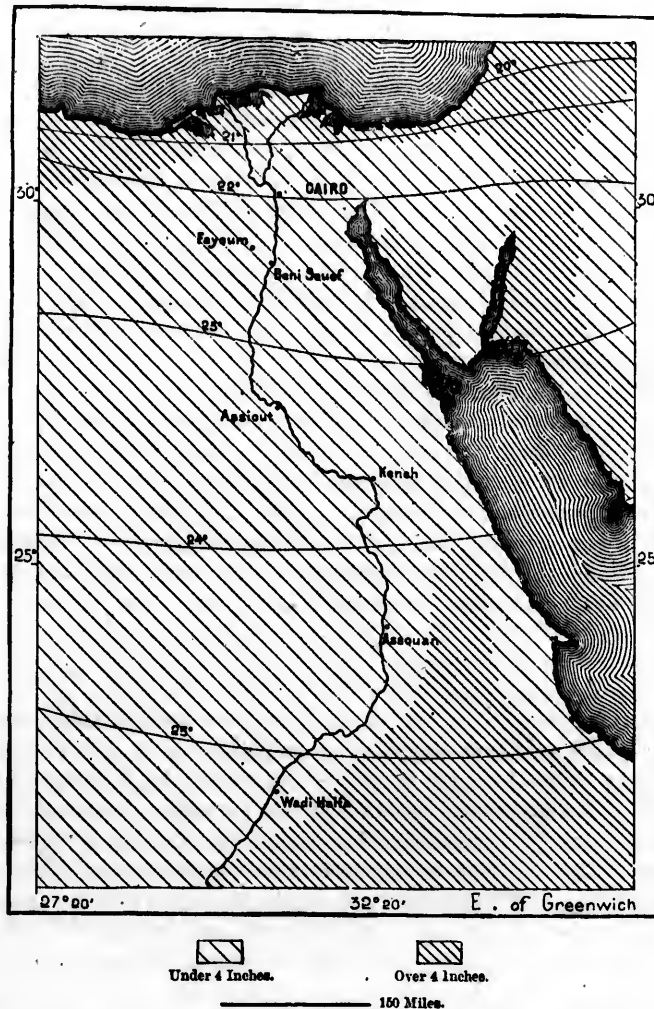 20°
21°
22°
30°
CAIRO
30
Fayoum
Beni Souef
23°
Assiout
Keneh
24°
25°
25
Assouan
25°
Wadi Halfa
27° 20'
32° 20'
E. of Greenwich
Under 4 Inches.
Over 4 Inches.
150 Miles.